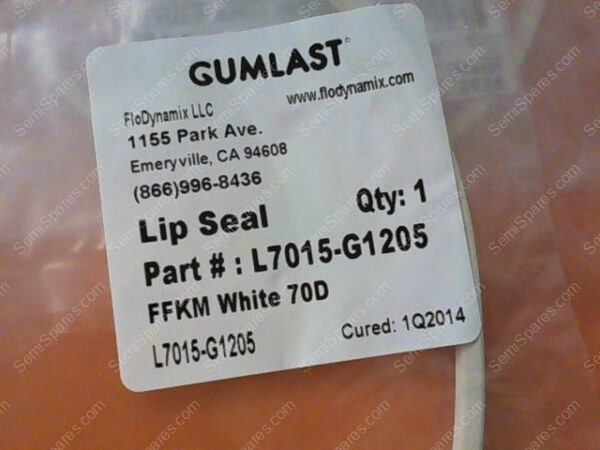 GUMLAST
FloDynamix LLC
www.flodynamix.com
1155 Park Ave.
Emeryville, CA 94608
(866)996-8436
Lip Seal
Qty: 1
Part # : L7015-G1205
FFKM White 70D
L7015-G1205
Cured: 1Q2014
SemiSpares.com